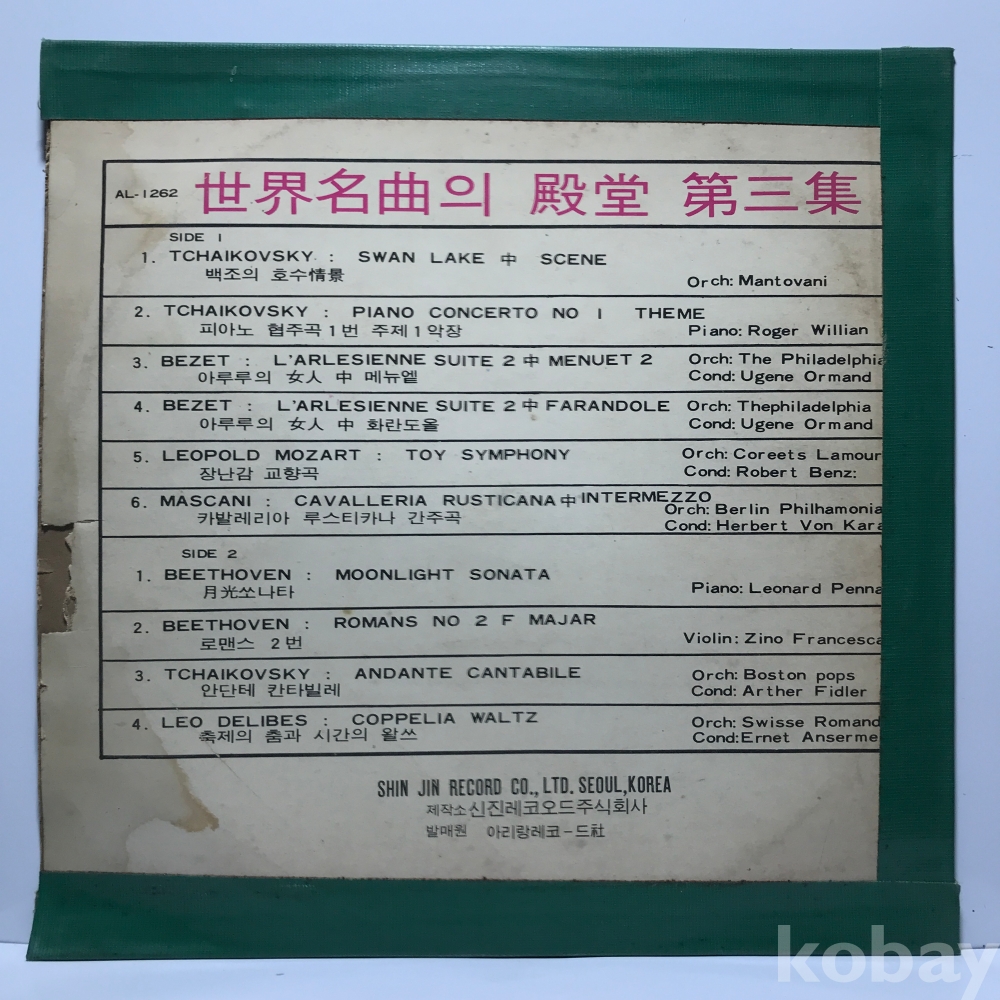 AL-1262 世界名曲의 殿堂 第三集
SIDE 1
1. TCHAIKOVSKY : SWAN LAKE 中 SCENE
백조의 호수情景
Orch: Mantovani
2. TCHAIKOVSKY : PIANO CONCERTO NO 1 THEME
피아노 협주곡1번 주제1악장 Piano: Roger Willian
3. BEZET : L'ARLESIENNE SUITE 2中 MENUET 2 Orch: The Philadelphia
아루루의 女人 中 메뉴엩 Cond: Ugene Ormand
4. BEZET : L'ARLESIENNE SUITE 2中 FARANDOLE Orch: Thephiladelphia
아루루의 女人 中 화란도올 Cond: Ugene Ormand
5. LEOPOLD MOZART : TOY SYMPHONY Orch: Coreets Lamour
장난감 교향곡 Cond: Robert Benz:
6. MASCANI : CAVALLERIA RUSTICANA中 INTERMEZZO
Orch: Berlin Philhamonia
카발레리아 루스티카나 간주곡 Cond: Herbert Von Kara
SIDE 2
1. BEETHOVEN : MOONLIGHT SONATA
月光쏘나타 Piano: Leonard Penna
2. BEETHOVEN : ROMANS NO 2 F MAJAR
로맨스 2번 Violin: Zino Francesca
3. TCHAIKOVSKY : ANDANTE CANTABILE Orch: Boston pops
안단테 칸타빌레 Cond: Arther Fidler
4. LEO DELIBES : COPPELIA WALTZ Orch: Swisse Romand
축제의 춤과 시간의 왈쓰 Cond:Ernet Anserme
SHIN JIN RECORD CO., LTD. SEOUL,KOREA
제작소 신진레코오드주식회사
발매원 아리랑레코-드社
kobay